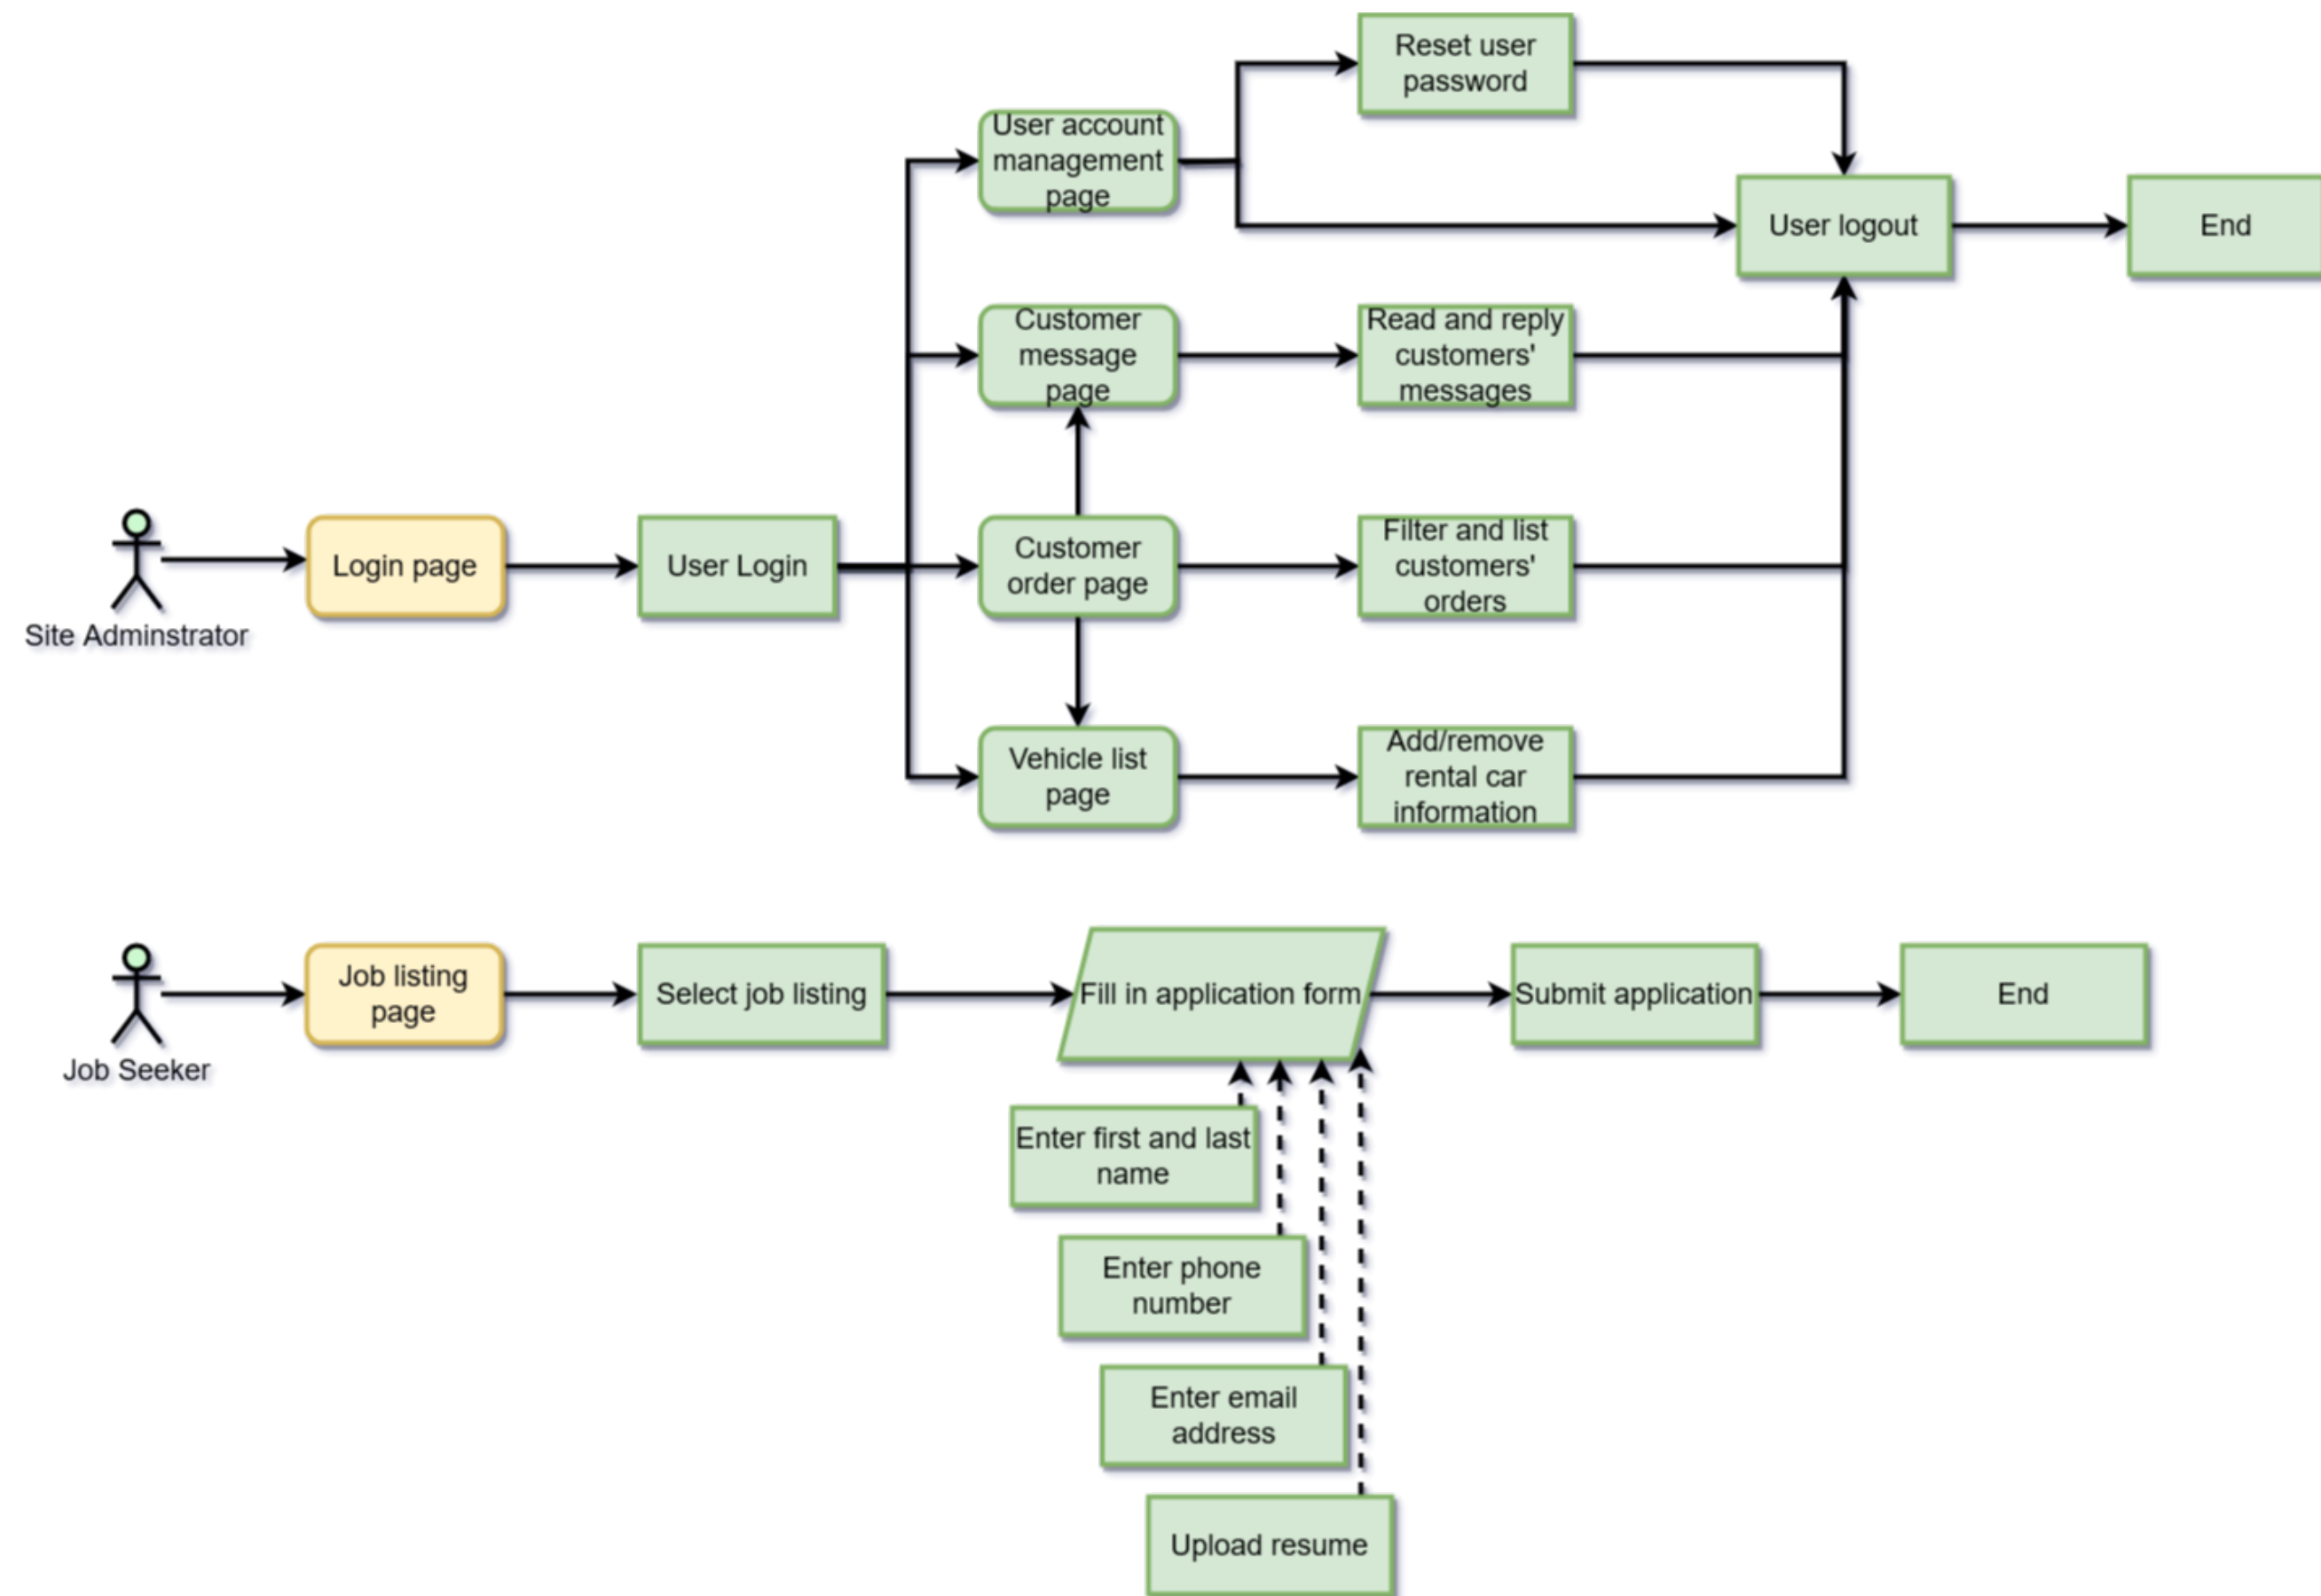 Reset user
password
User account
management
page
User logout
End
Customer
message
page
Read and reply
customers'
messages
Site Adminstrator
Login page
User Login
Customer
order page
Filter and list
customers'
orders
Vehicle list
page
Add/remove
rental car
information
Job Seeker
Job listing
page
Select job listing
Fill in application form
Submit application
End
Enter first and last
name
Enter phone
number
Enter email
address
Upload resume